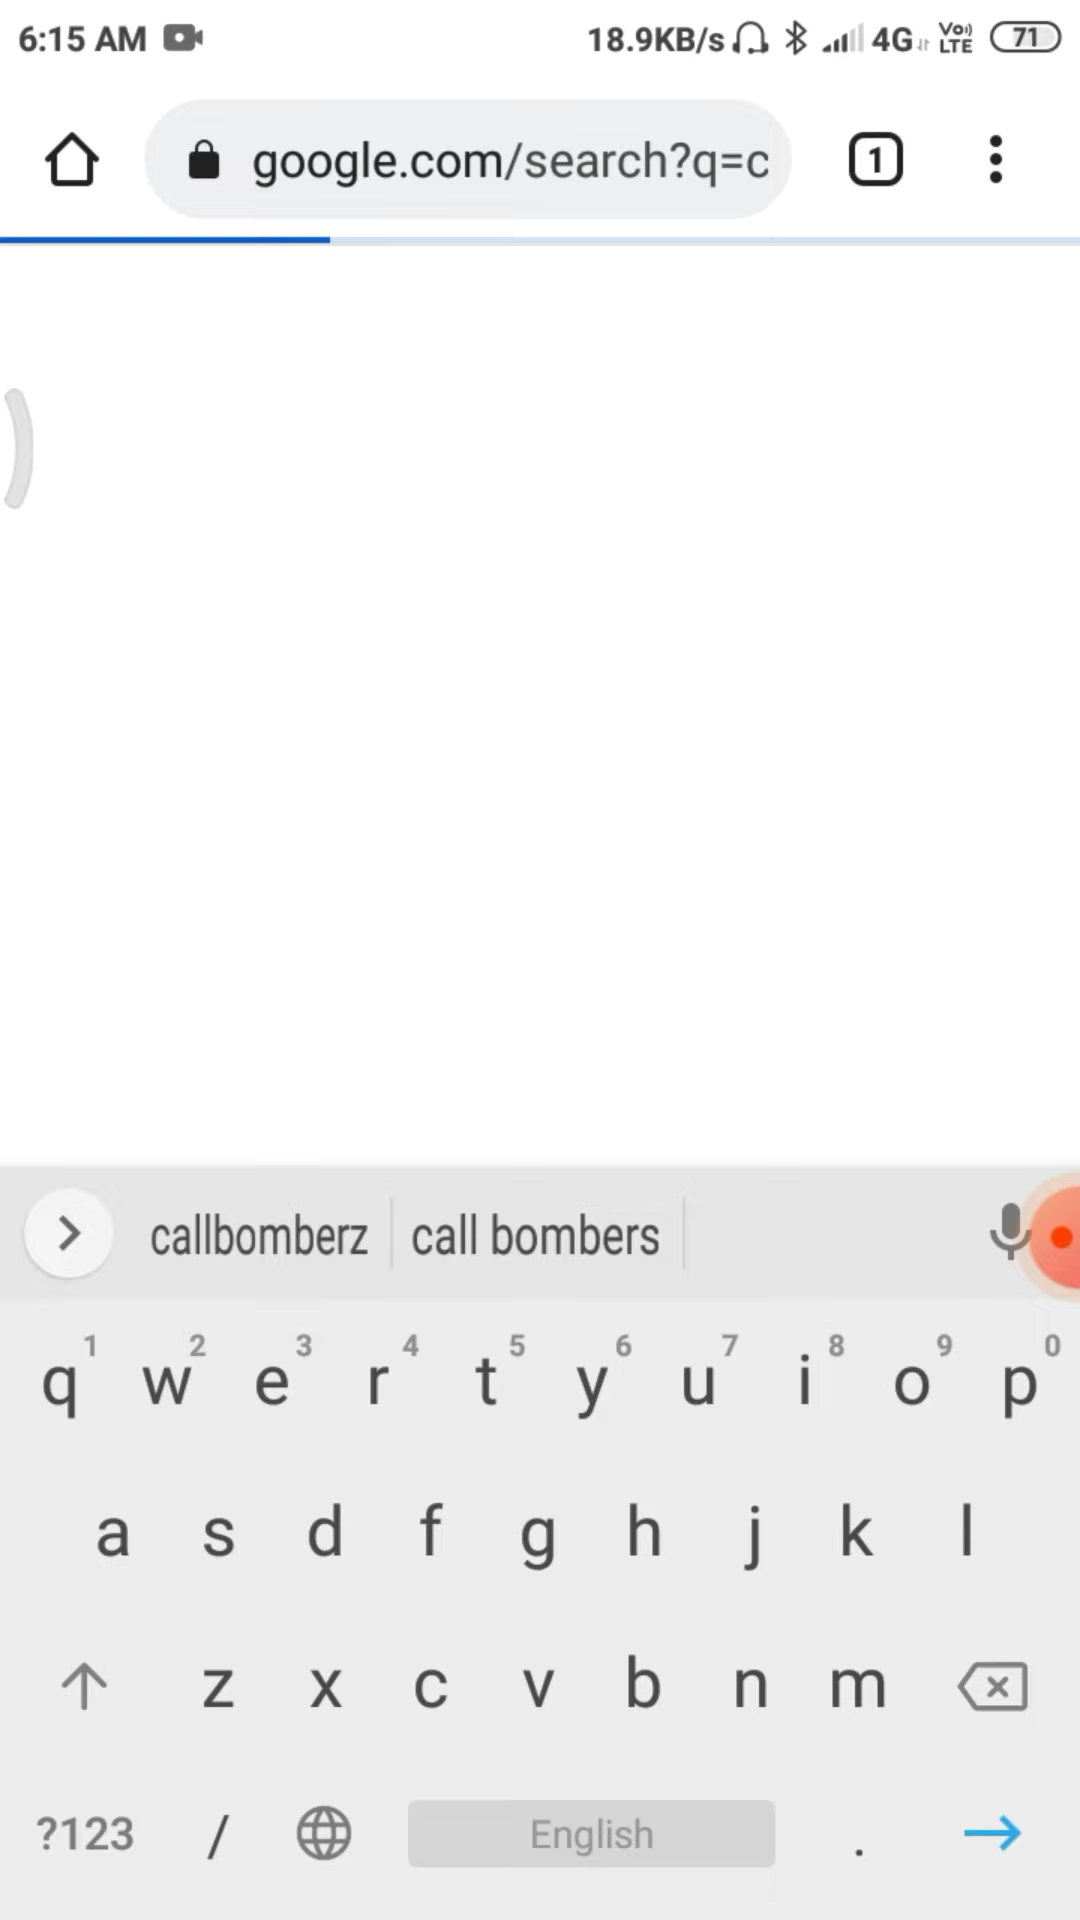 6:15 AM 18.9KB/s 4G Vo) LTE 71
google.com/search?q=c 1
callbomberz call bombers
1 2 3 4 5 6 7 8 9 0
q w e r t y u i o p
a s d f g h j k l
z x c v b n m
?123 / English .